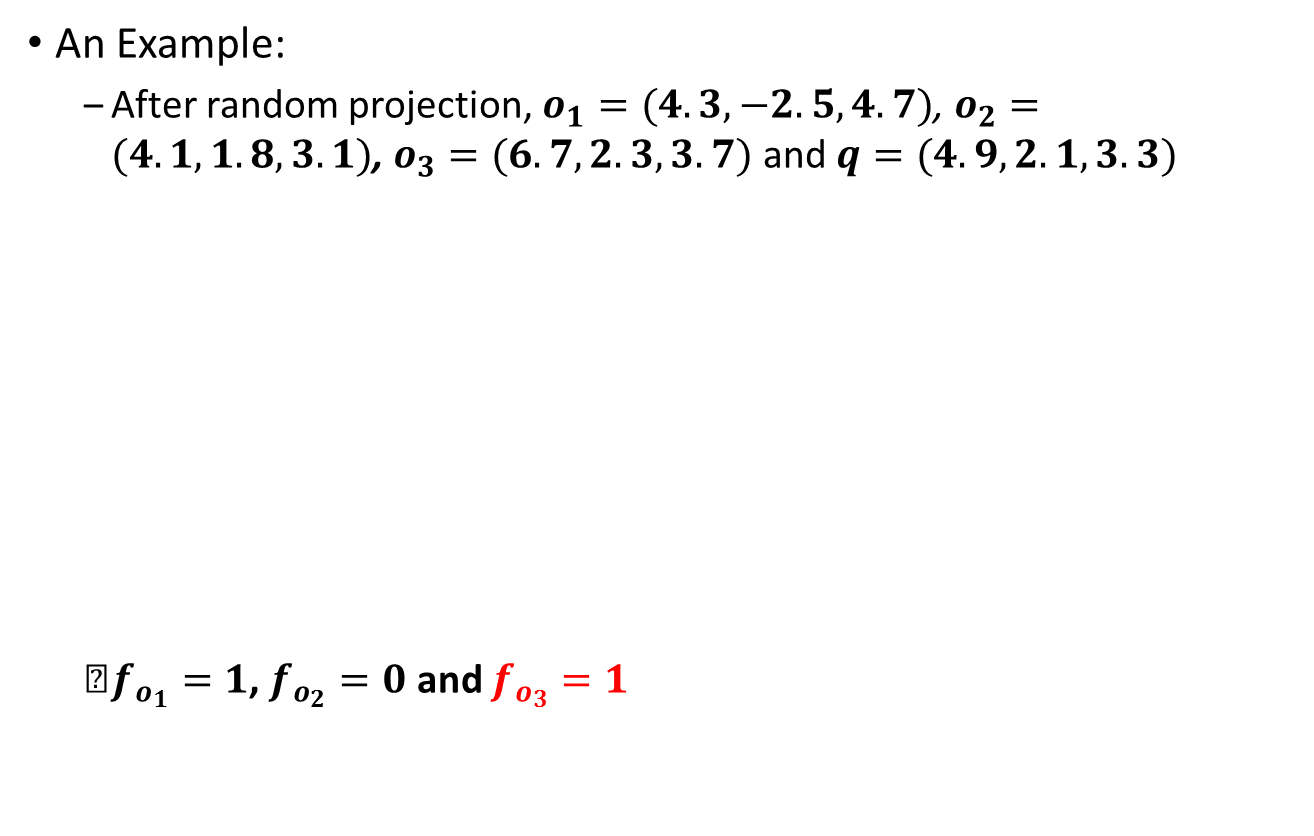 • An Example:
– After random projection, o₁ = (4.3, −2.5, 4.7), o₂ =
(4.1, 1.8, 3.1), o₃ = (6.7, 2.3, 3.7) and q = (4.9, 2.1, 3.3)
⍰f_{o₁} = 1, f_{o₂} = 0 and f_{o₃} = 1